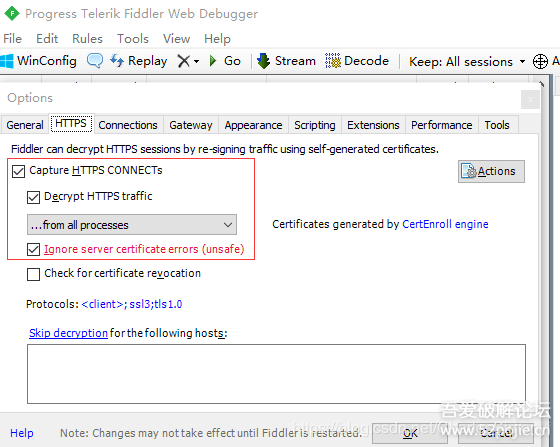 Progress Telerik Fiddler Web Debugger
File Edit Rules Tools View Help
WinConfig Replay Go Stream Decode Keep: All sessions A
Options
General HTTPS Connections Gateway Appearance Scripting Extensions Performance Tools
Fiddler can decrypt HTTPS sessions by re-signing traffic using self-generated certificates.
Capture HTTPS CONNECTs
Actions
Decrypt HTTPS traffic
...from all processes
Certificates generated by CertEnroll engine
Ignore server certificate errors (unsafe)
Check for certificate revocation
Protocols: <client>; ssl3;tls1.0
Skip decryption for the following hosts:
吾爱破解论坛
Help Note: Changes may not take effect until Fiddler is restarted. OK Cancel